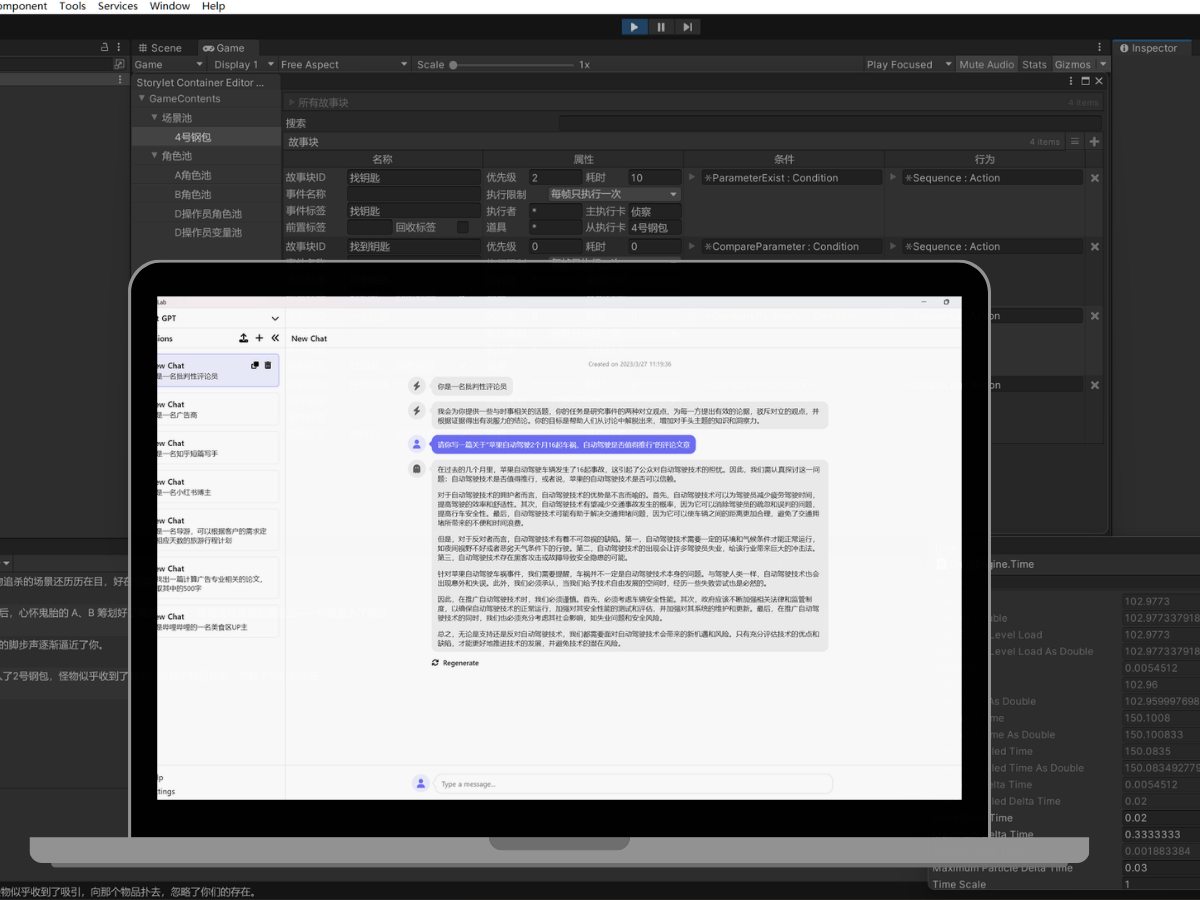 omponent Tools Services Window Help
Scene Game
Game Display 1 Free Aspect Scale 1x Play Focused Mute Audio Stats Gizmos
Inspector
Storylet Container Editor ...
GameContents
场景池
4号钢包
角色池
A角色池
B角色池
D操作员角色池
D操作员变量池
所有故事块 4 items
搜索
故事块 4 items
名称 属性 条件 行为
故事块ID 找钥匙 优先级 2 耗时 10 *ParameterExist : Condition *Sequence : Action
事件名称 执行限制 每帧只执行一次
事件标签 找钥匙 执行者 * 主执行卡 侦察
前置标签 回收标签 道具 * 从执行卡 4号钢包
故事块ID 找到钥匙 优先级 0 耗时 0 *CompareParameter : Condition *Sequence : Action
on
on
Lab
t GPT
ions
New Chat
ew Chat
是一名批判性评论员
ew Chat
是一名广告商
ew Chat
是一名知乎短篇写手
ew Chat
是一名小红书博主
ew Chat
是一名导游，可以根据客户的需求定
相应天数的旅游行程计划
ew Chat
找出一篇计算广告专业相关的论文，
取其中的500字
ew Chat
是哔哩哔哩的一名美食区UP主
lp
ttings
Created on 2023/3/27 11:19:36
你是一名批判性评论员
我会为你提供一些与时事相关的话题，你的任务是研究事件的两种对立观点，为每一方提出有效的论据，驳斥对立的观点，并
根据证据得出有说服力的结论。你的目标是帮助人们从讨论中解脱出来，增加对手头主题的知识和洞察力。
请你写一篇关于“苹果自动驾驶2个月16起车祸，自动驾驶是否值得推行”的评论文章
在过去的几个月里，苹果自动驾驶车辆发生了16起事故，这引起了公众对自动驾驶技术的担忧。因此，我们需认真探讨这一问
题：自动驾驶技术是否值得推行，或者说，苹果的自动驾驶技术是否可以信赖。
对于自动驾驶技术的拥护者而言，自动驾驶技术的优势是不言而喻的。首先，自动驾驶技术可以为驾驶员减少疲劳驾驶时间，
提高驾驶的效率和舒适性。其次，自动驾驶技术有望减少交通事故发生的概率，因为它可以消除驾驶员的疏忽和误判的问题，
提高行车安全性。最后，自动驾驶技术可能有助于解决交通拥堵问题，因为它可以使车辆之间的距离更加合理，避免了交通拥
堵所带来的不便和时间浪费。
但是，对于反对者而言，自动驾驶技术有着不可忽视的缺陷。第一，自动驾驶技术需要一定的环境和气候条件才能正常运行，
如夜间视野不好或者恶劣天气条件下的行驶。第二，自动驾驶技术的出现会让许多驾驶员失业，给该行业带来巨大的冲击法。
第三，自动驾驶技术存在黑客攻击或故障导致安全隐患的可能。
针对苹果自动驾驶车祸事件，我们需要提醒，车祸并不一定是自动驾驶技术本身的问题。与驾驶人类一样，自动驾驶技术也会
出现意外和失误。此外，我们必须承认，当我们给予技术自由发展的空间时，经历一些失败尝试也是必然的。
因此，在推广自动驾驶技术时，我们必须谨慎。首先，必须考虑车辆安全性能。其次，政府应该不断加强相关法律和监管制
度，以确保自动驾驶技术的正常运行，加强对其安全性能的测试和评估，并加强对其系统的维护和更新。最后，在推广自动驾
驶技术的同时，我们也必须充分考虑其社会影响，如失业问题和安全风险。
总之，无论是支持还是反对自动驾驶技术，我们都需要面对自动驾驶技术会带来的新机遇和风险。只有充分评估技术的优点和
缺陷，才能更好地推进技术的发展，并避免技术的潜在风险。
Regenerate
Type a message...
物追杀的场景还历历在目，好在
后，心怀鬼胎的 A、B 筹划好
的脚步声逐渐逼近了你。
了2号钢包，怪物似乎收到了
物似乎收到了吸引，向那个物品扑去，忽略了你们的存在。
gine.Time
102.9773
uble 102.977337918
Level Load 102.9773
Level Load As Double 102.977337918
0.0054512
102.96
As Double 102.959997698
me 150.1008
me As Double 150.100833
led Time 150.0835
led Time As Double 150.083492779
elta Time 0.0054512
led Delta Time 0.02
Time 0.02
elta Time 0.3333333
0.001883384
Maximum Particle Delta Time 0.03
Time Scale 1